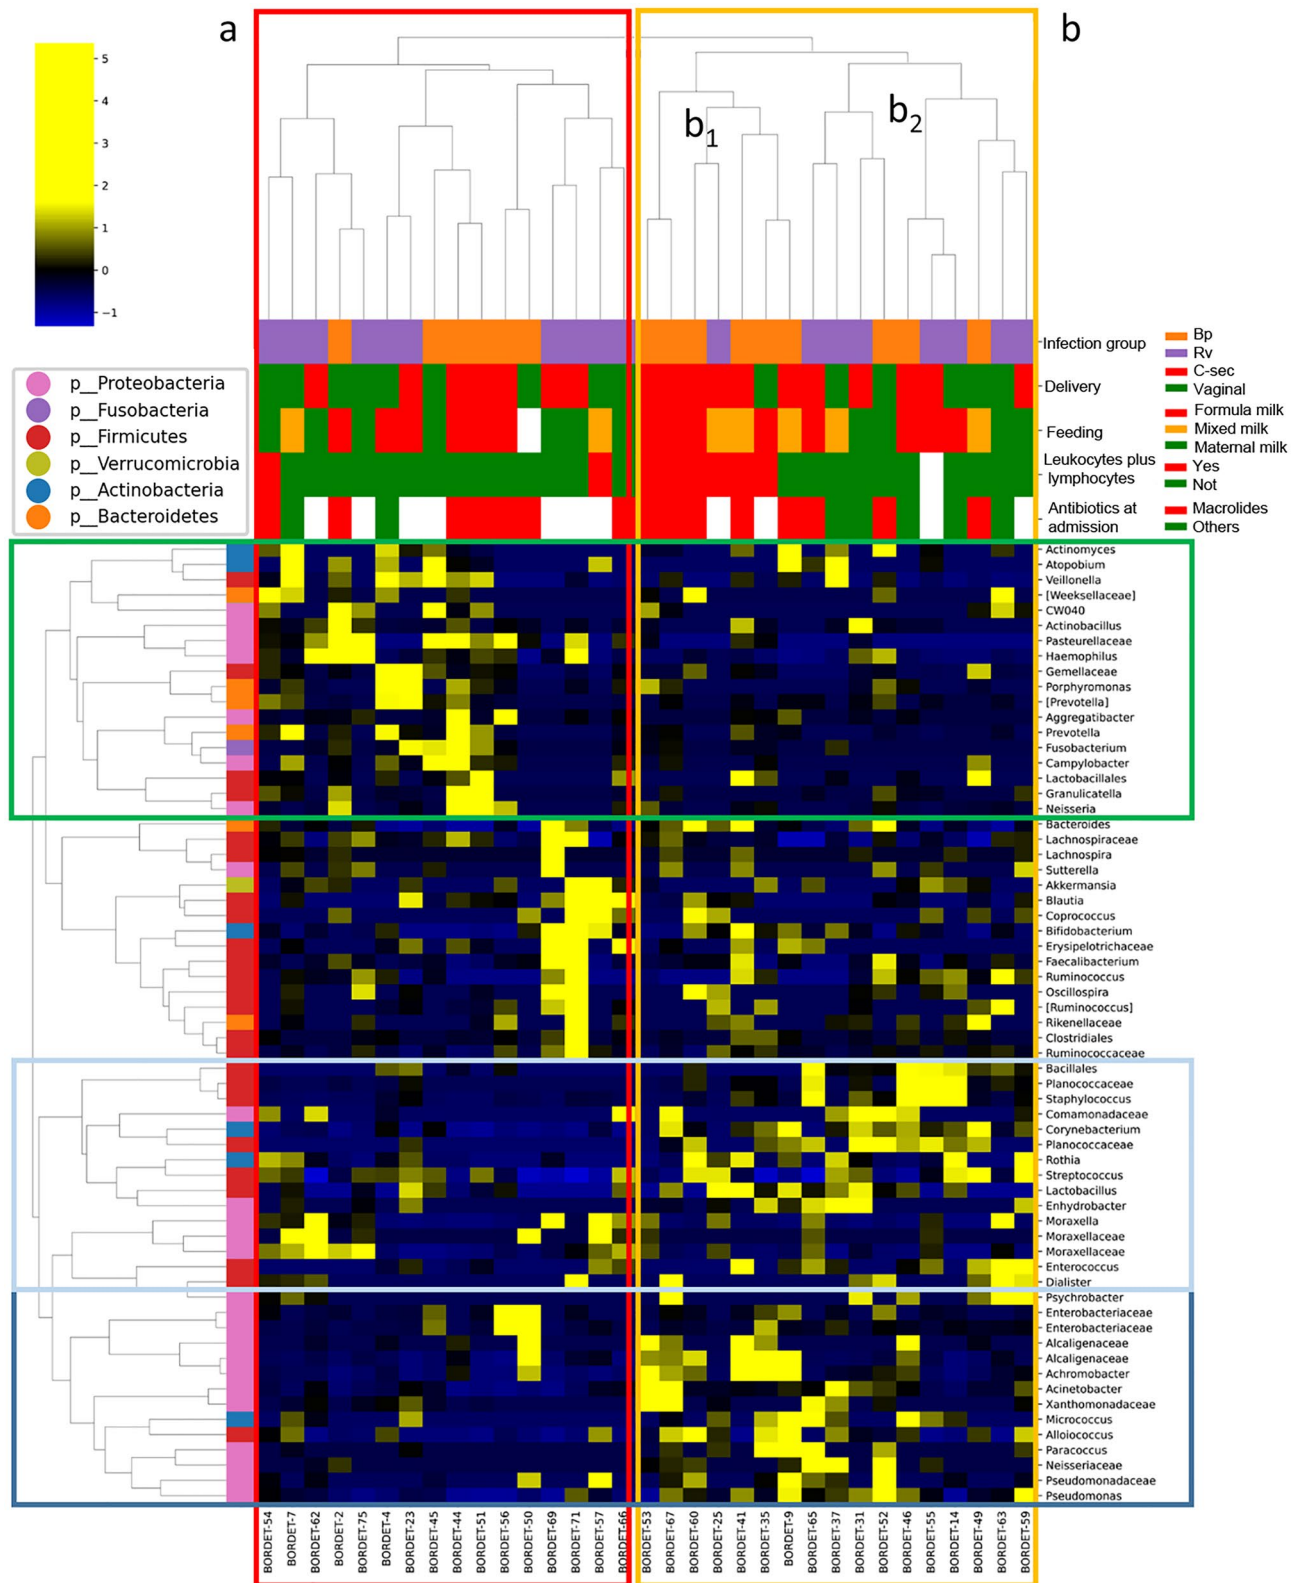 a
b
5
4
3
2
1
0
−1
b1
b2
Infection group
Delivery
Feeding
Leukocytes plus
lymphocytes
Antibiotics at
admission
Bp
Rv
C-sec
Vaginal
Formula milk
Mixed milk
Maternal milk
Yes
Not
Macrolides
Others
p__Proteobacteria
p__Fusobacteria
p__Firmicutes
p__Verrucomicrobia
p__Actinobacteria
p__Bacteroidetes
Actinomyces
Atopobium
Veillonella
[Weeksellaceae]
CW040
Actinobacillus
Pasteurellaceae
Haemophilus
Gemellaceae
Porphyromonas
[Prevotella]
Aggregatibacter
Prevotella
Fusobacterium
Campylobacter
Lactobacillales
Granulicatella
Neisseria
Bacteroides
Lachnospiraceae
Lachnospira
Sutterella
Akkermansia
Blautia
Coprococcus
Bifidobacterium
Erysipelotrichaceae
Faecalibacterium
Ruminococcus
Oscillospira
[Ruminococcus]
Rikenellaceae
Clostridiales
Ruminococcaceae
Bacillales
Planococcaceae
Staphylococcus
Comamonadaceae
Corynebacterium
Planococcaceae
Rothia
Streptococcus
Lactobacillus
Enhydrobacter
Moraxella
Moraxellaceae
Moraxellaceae
Enterococcus
Dialister
Psychrobacter
Enterobacteriaceae
Enterobacteriaceae
Alcaligenaceae
Alcaligenaceae
Achromobacter
Acinetobacter
Xanthomonadaceae
Micrococcus
Alloiococcus
Paracoccus
Neisseriaceae
Pseudomonadaceae
Pseudomonas
BORDET-54
BORDET-7
BORDET-62
BORDET-2
BORDET-75
BORDET-4
BORDET-23
BORDET-45
BORDET-44
BORDET-51
BORDET-56
BORDET-50
BORDET-69
BORDET-71
BORDET-57
BORDET-66
BORDET-53
BORDET-67
BORDET-60
BORDET-25
BORDET-41
BORDET-35
BORDET-9
BORDET-65
BORDET-37
BORDET-31
BORDET-52
BORDET-46
BORDET-55
BORDET-14
BORDET-49
BORDET-63
BORDET-59